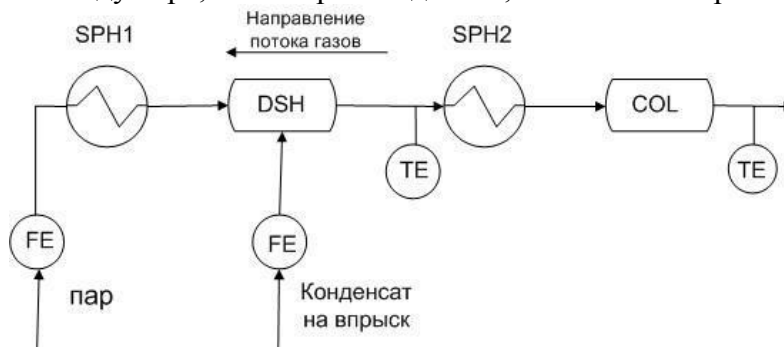 Направление
потока газов
SPH1
SPH2
DSH
COL
TE
TE
FE
FE
пар
Конденсат
на впрыск